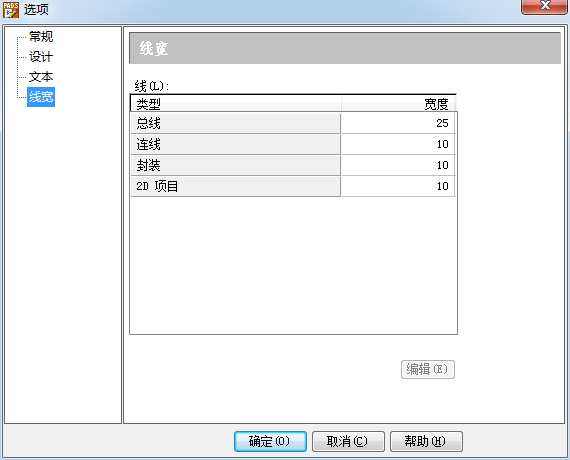 PADS 选项
常规
设计
文本
线宽
线宽
线(L):
类型 宽度
总线 25
连线 10
封装 10
2D 项目 10
编辑(E)
确定(O) 取消(C) 帮助(H)